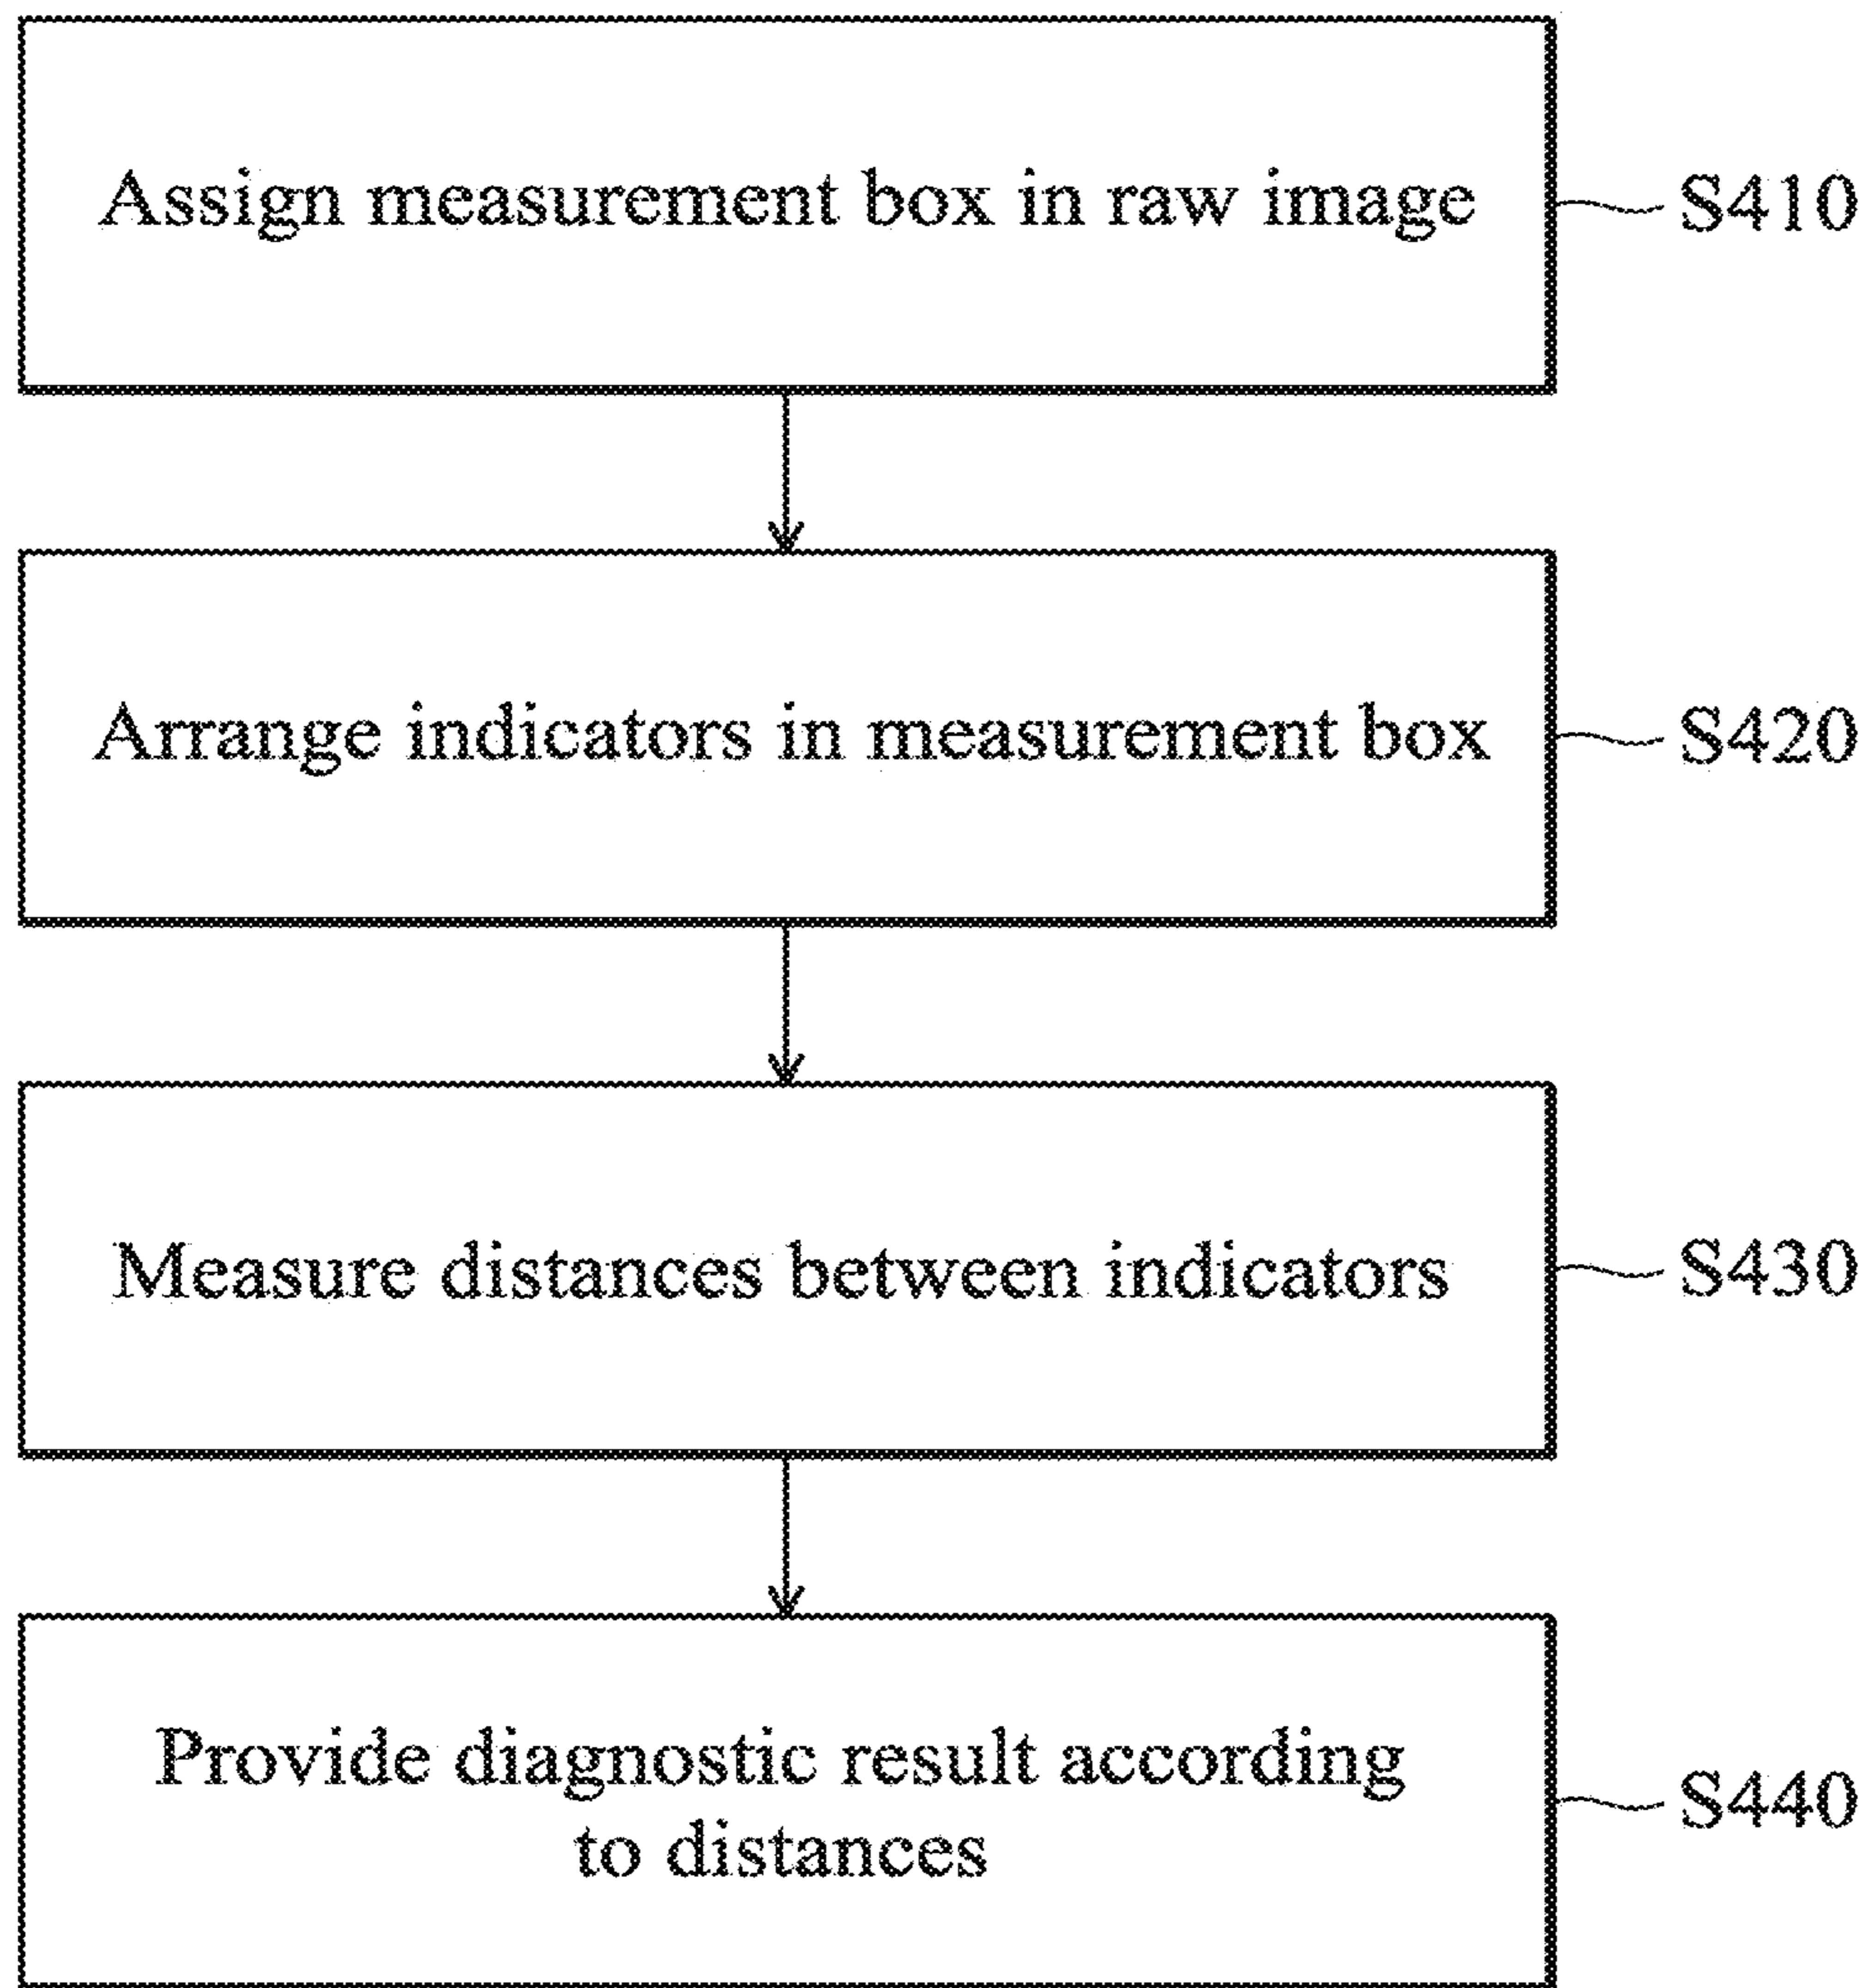 Assign measurement box in raw image
S410
Arrange indicators in measurement box
S420
Measure distances between indicators
S430
Provide diagnostic result according
to distances
S440